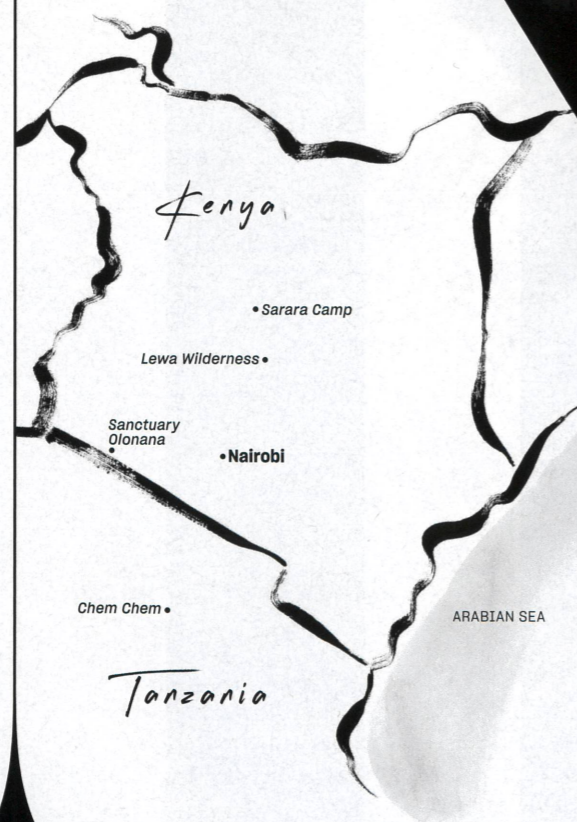 Kenya
Sarara Camp
Lewa Wilderness
Sanctuary
Olonana
Nairobi
Chem Chem
ARABIAN SEA
Tanzania